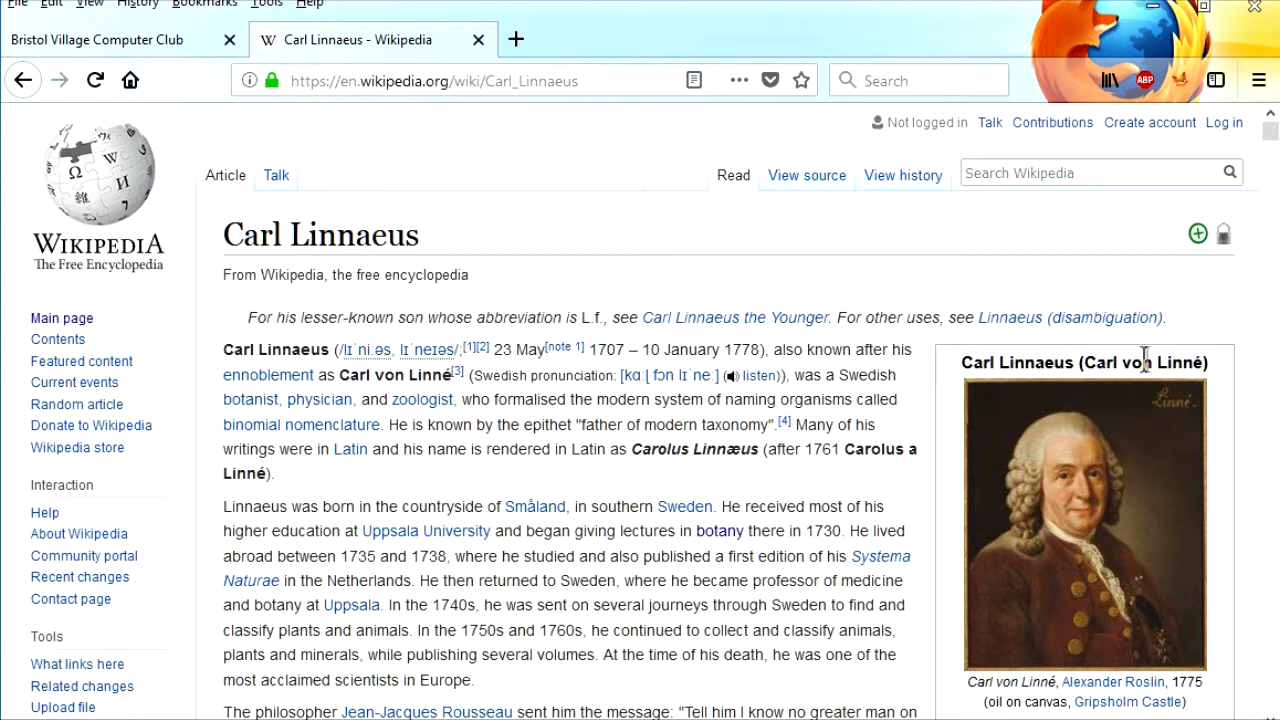 File Edit View History Bookmarks Tools Help
Bristol Village Computer Club
Carl Linnaeus - Wikipedia
https://en.wikipedia.org/wiki/Carl_Linnaeus
Search
ABP
Not logged in Talk Contributions Create account Log in
Article Talk
Read View source View history
Search Wikipedia
WIKIPEDIA
The Free Encyclopedia
Main page
Contents
Featured content
Current events
Random article
Donate to Wikipedia
Wikipedia store
Interaction
Help
About Wikipedia
Community portal
Recent changes
Contact page
Tools
What links here
Related changes
Upload file
Carl Linnaeus
From Wikipedia, the free encyclopedia
For his lesser-known son whose abbreviation is L.f., see Carl Linnaeus the Younger. For other uses, see Linnaeus (disambiguation).
Carl Linnaeus (/lɪˈniːəs, lɪˈneɪəs/;[1][2] 23 May[note 1] 1707 – 10 January 1778), also known after his
ennoblement as Carl von Linné[3] (Swedish pronunciation: [kɑːɭ fɔn lɪˈneː] (listen)), was a Swedish
botanist, physician, and zoologist, who formalised the modern system of naming organisms called
binomial nomenclature. He is known by the epithet "father of modern taxonomy".[4] Many of his
writings were in Latin and his name is rendered in Latin as Carolus Linnæus (after 1761 Carolus a
Linné).
Linnaeus was born in the countryside of Småland, in southern Sweden. He received most of his
higher education at Uppsala University and began giving lectures in botany there in 1730. He lived
abroad between 1735 and 1738, where he studied and also published a first edition of his Systema
Naturae in the Netherlands. He then returned to Sweden, where he became professor of medicine
and botany at Uppsala. In the 1740s, he was sent on several journeys through Sweden to find and
classify plants and animals. In the 1750s and 1760s, he continued to collect and classify animals,
plants and minerals, while publishing several volumes. At the time of his death, he was one of the
most acclaimed scientists in Europe.
The philosopher Jean-Jacques Rousseau sent him the message: "Tell him I know no greater man on
Carl Linnaeus (Carl von Linné)
Linné.
Carl von Linné, Alexander Roslin, 1775
(oil on canvas, Gripsholm Castle)